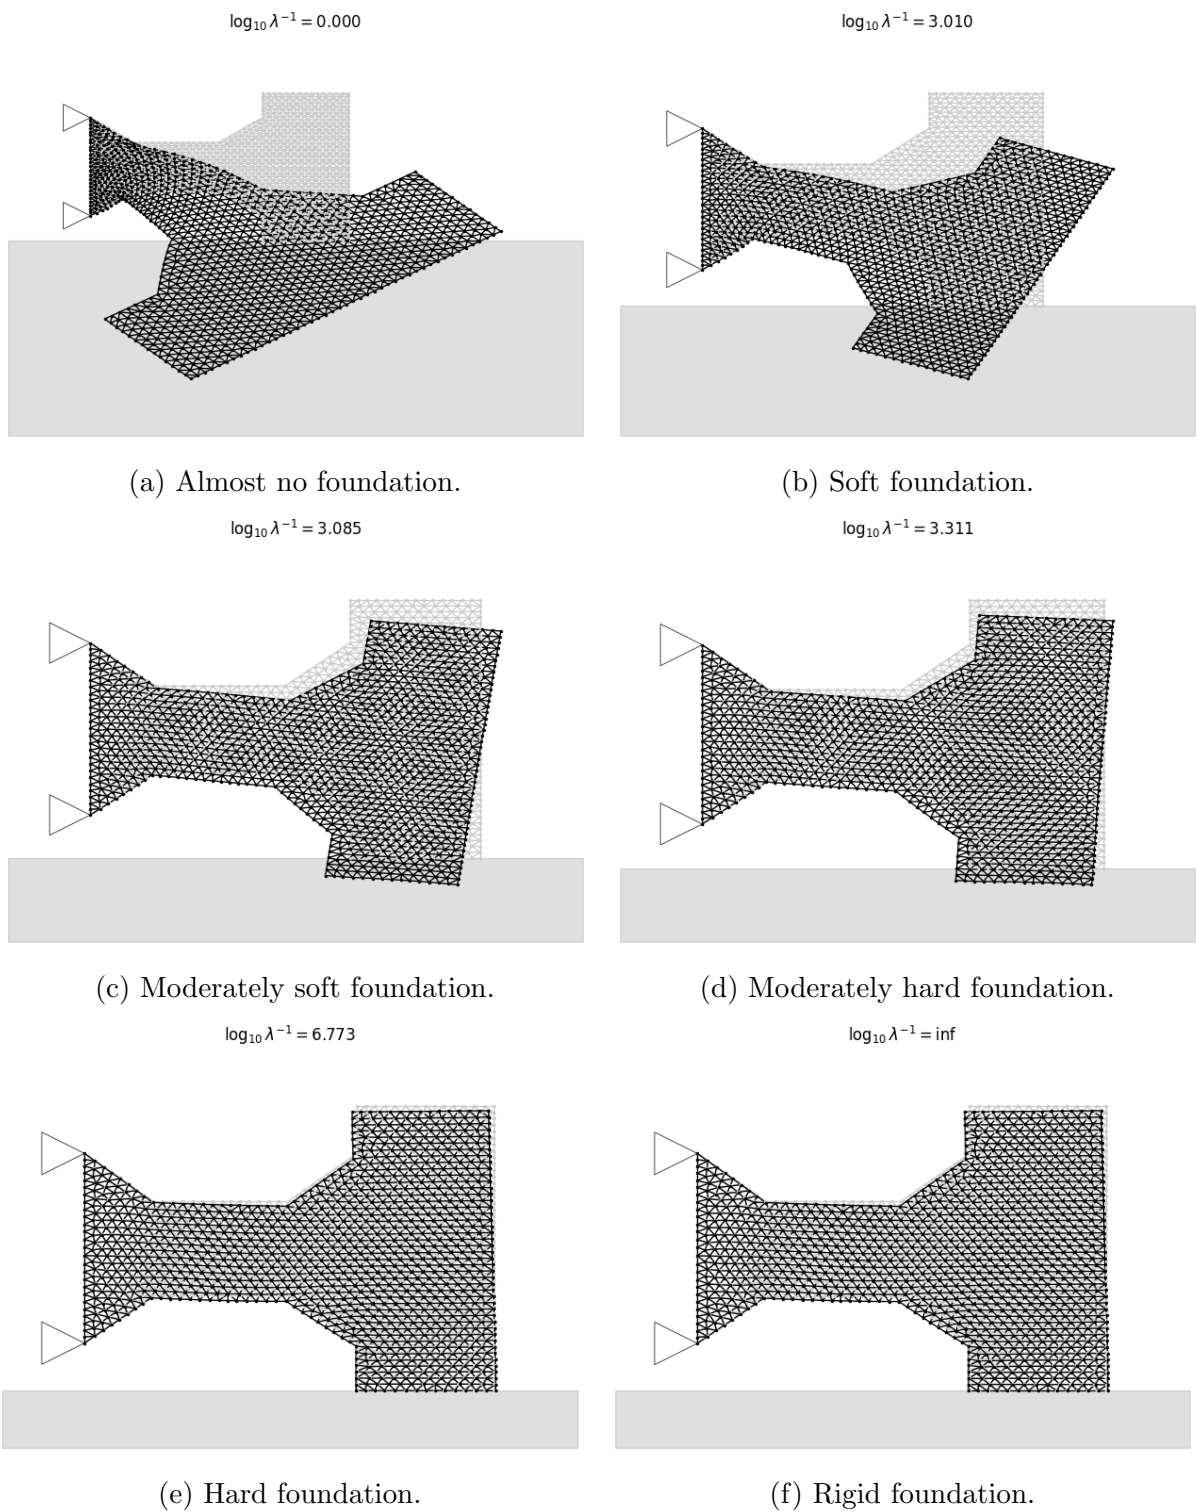 log₁₀ λ⁻¹ = 0.000
log₁₀ λ⁻¹ = 3.010
(a) Almost no foundation.
(b) Soft foundation.
log₁₀ λ⁻¹ = 3.085
log₁₀ λ⁻¹ = 3.311
(c) Moderately soft foundation.
(d) Moderately hard foundation.
log₁₀ λ⁻¹ = 6.773
log₁₀ λ⁻¹ = inf
(e) Hard foundation.
(f) Rigid foundation.